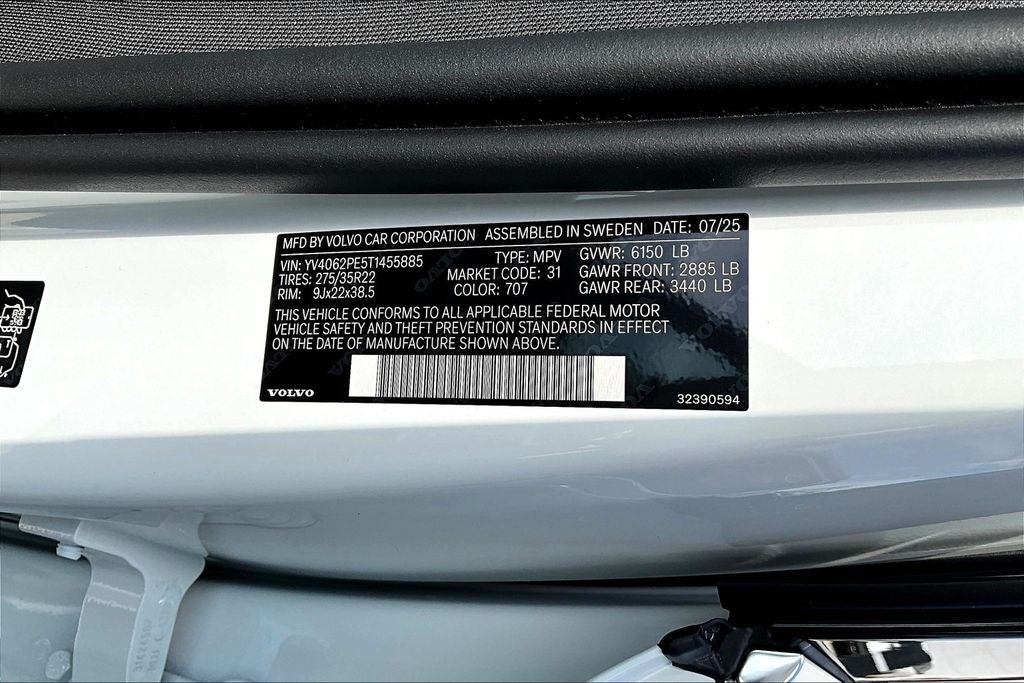 MFD BY VOLVO CAR CORPORATION ASSEMBLED IN SWEDEN DATE: 07/25
VIN: YV4062PE5T1455885 TYPE: MPV GVWR: 6150 LB
TIRES: 275/35R22 MARKET CODE: 31 GAWR FRONT: 2885 LB
RIM: 9Jx22x38.5 COLOR: 707 GAWR REAR: 3440 LB
THIS VEHICLE CONFORMS TO ALL APPLICABLE FEDERAL MOTOR
VEHICLE SAFETY AND THEFT PREVENTION STANDARDS IN EFFECT
ON THE DATE OF MANUFACTURE SHOWN ABOVE.
VOLVO 32390594